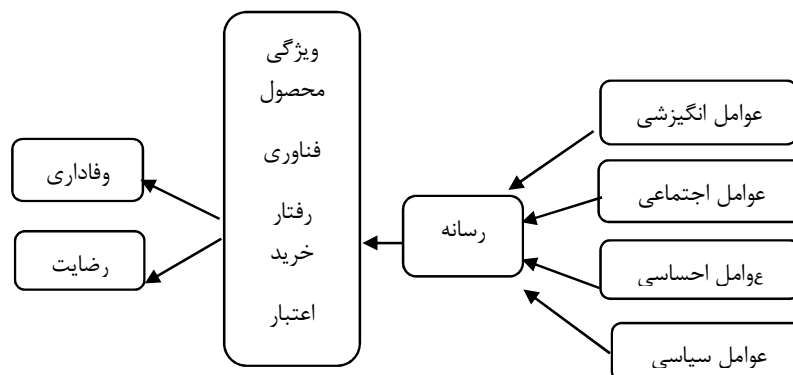 عوامل انگیزشی
عوامل اجتماعی
عوامل احساسی
عوامل سیاسی
رسانه
ویژگی
محصول
فناوری
رفتار
خرید
اعتبار
وفاداری
رضایت